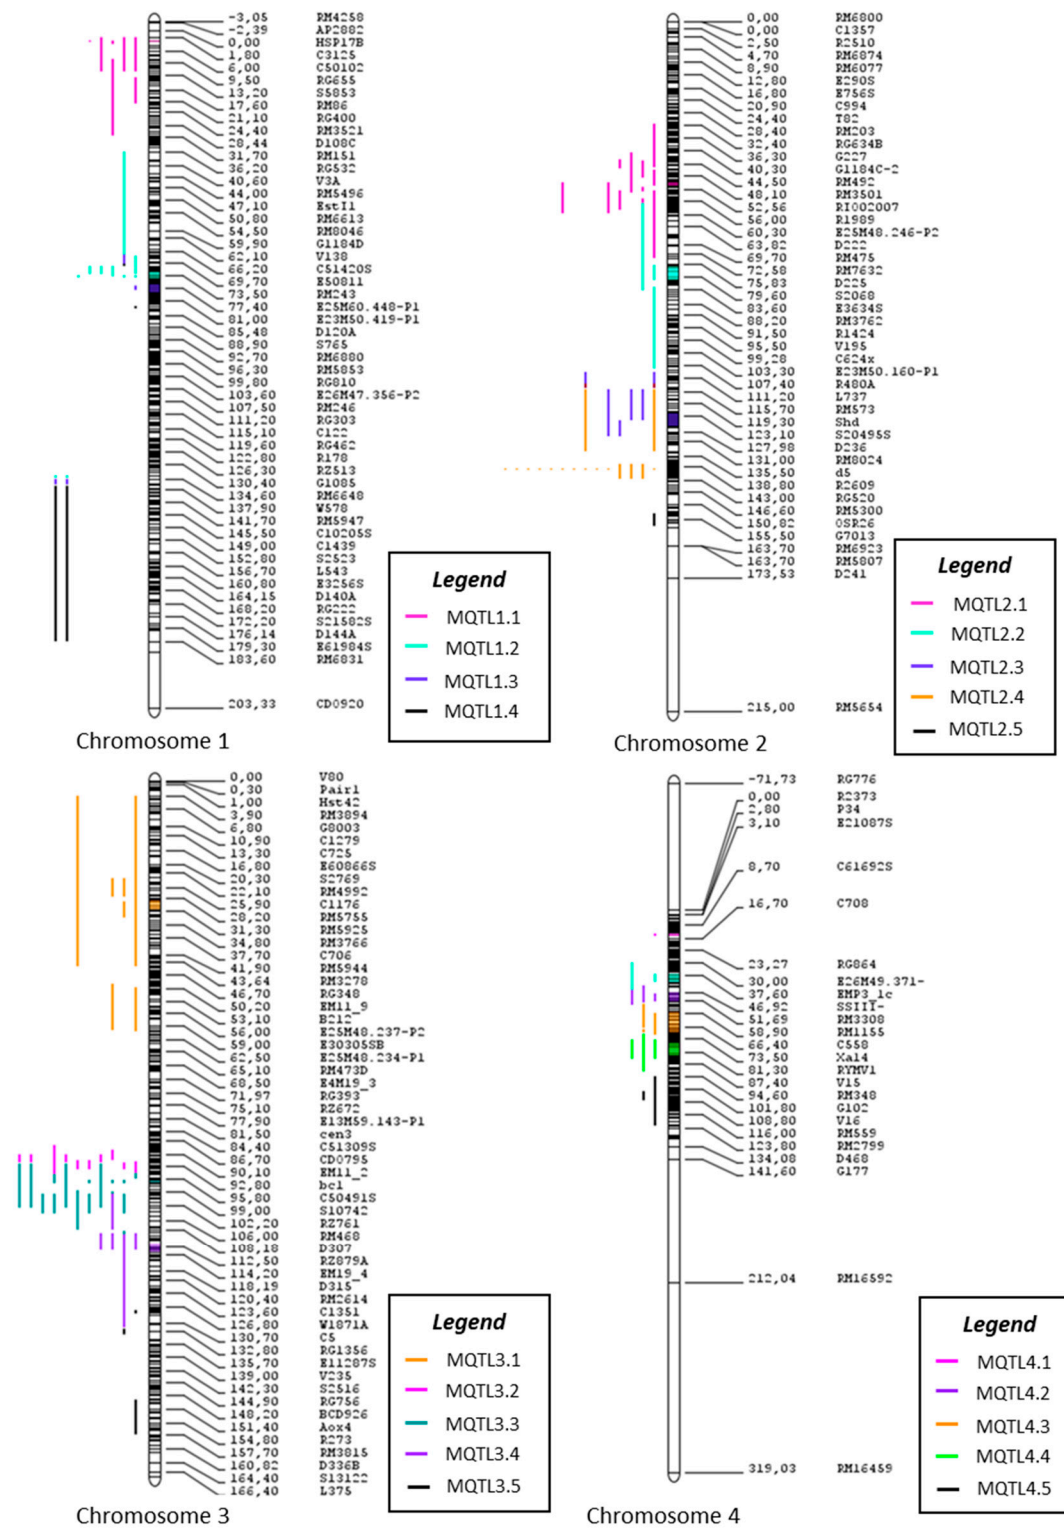 -3,05 RM4258
-2,39 AP2882
0,00 HSP17B
1,80 C3125
6,00 C50102
9,50 RG655
13,20 S5853
17,60 RM86
21,10 RG400
24,40 RM3521
28,44 D108C
31,70 RM151
36,20 RG532
40,60 V3A
44,00 RM5496
47,10 EstI1
50,80 RM6613
54,50 RM8046
59,90 G1184D
62,10 V138
66,20 C51420S
69,70 E50811
73,50 RM243
77,40 E25M60.448-P1
81,00 E23M50.419-P1
85,48 D120A
88,90 S765
92,70 RM6880
96,30 RM5853
99,80 RG810
103,60 E26M47.356-P2
107,50 RM246
111,20 RG303
115,10 C122
119,60 RG462
122,80 R178
126,30 RZ513
130,40 G1085
134,60 RM6648
137,90 W578
141,70 RM5947
145,50 C10205S
149,00 C1439
152,80 S2523
156,70 L543
160,80 E3256S
164,15 D140A
168,20 RG222
172,20 S21582S
176,14 D144A
179,30 E61984S
183,60 RM6831
203,33 CD0920
Legend
MQTL1.1
MQTL1.2
MQTL1.3
MQTL1.4
Chromosome 1
0,00 RM6800
0,00 C1357
2,50 R2510
4,70 RM6874
8,90 RM6077
12,80 E290S
16,80 E756S
20,90 C994
24,40 T82
28,40 RM203
32,40 RG634B
36,30 G227
40,30 G1184C-2
44,50 RM492
48,10 RM3501
52,56 RI002007
56,00 R1989
60,30 E25M48.246-P2
63,82 D222
69,70 RM475
72,58 RM7632
75,83 D225
79,60 S2068
83,60 E3634S
88,20 RM3762
91,50 R1424
95,50 V195
99,28 C624x
103,30 E23M50.160-P1
107,40 R480A
111,20 L737
115,70 RM573
119,30 Shd
123,10 S20495S
127,98 D236
131,00 RM8024
135,50 d5
138,80 R2609
143,00 RG520
146,60 RM5300
150,82 OSR26
155,50 G7013
163,70 RM6923
163,70 RM5807
173,53 D241
215,00 RM5654
Legend
MQTL2.1
MQTL2.2
MQTL2.3
MQTL2.4
MQTL2.5
Chromosome 2
0,00 V80
0,30 Pair1
1,00 Hst42
3,90 RM3894
6,80 G8003
10,90 C1279
13,30 C725
16,80 E60866S
20,30 S2769
22,10 RM4992
25,90 C1176
28,20 RM5755
31,30 RM5925
34,80 RM3766
37,70 C706
41,90 RM5944
43,64 RM3278
46,70 RG348
50,20 EM11_9
53,10 B212
56,00 E25M48.237-P2
59,00 E30305SB
62,50 E25M48.234-P1
65,10 RM473D
68,50 E4M19_3
71,97 RG393
75,10 RZ672
77,90 E13M59.143-P1
81,50 cen3
84,40 C51309S
86,70 CD0795
90,10 EM11_2
92,80 bc1
95,80 C50491S
99,00 S10742
102,20 RZ761
106,00 RM468
108,18 D307
112,50 RZ879A
114,20 EM19_4
118,19 D315
120,40 RM2614
123,60 C1351
126,80 W1871A
130,70 C5
132,80 RG1356
135,70 E11287S
139,00 V235
142,30 S2516
144,90 RG756
148,20 BCD926
151,40 Aox4
154,80 R273
157,70 RM3815
160,82 D336B
164,40 S13122
166,40 L375
Legend
MQTL3.1
MQTL3.2
MQTL3.3
MQTL3.4
MQTL3.5
Chromosome 3
-71,73 RG776
0,00 R2373
2,80 P34
3,10 E21087S
8,70 C61692S
16,70 C708
23,27 RG864
30,00 E26M49.371-
37,60 EMP3_1c
46,92 SSIII-
51,69 RM3308
58,90 RM1155
66,40 C558
73,50 Xa14
81,30 RYMV1
87,40 V15
94,60 RM348
101,80 G102
108,80 V16
116,00 RM559
123,80 RM2799
134,08 D468
141,60 G177
212,04 RM16592
319,03 RM16459
Legend
MQTL4.1
MQTL4.2
MQTL4.3
MQTL4.4
MQTL4.5
Chromosome 4